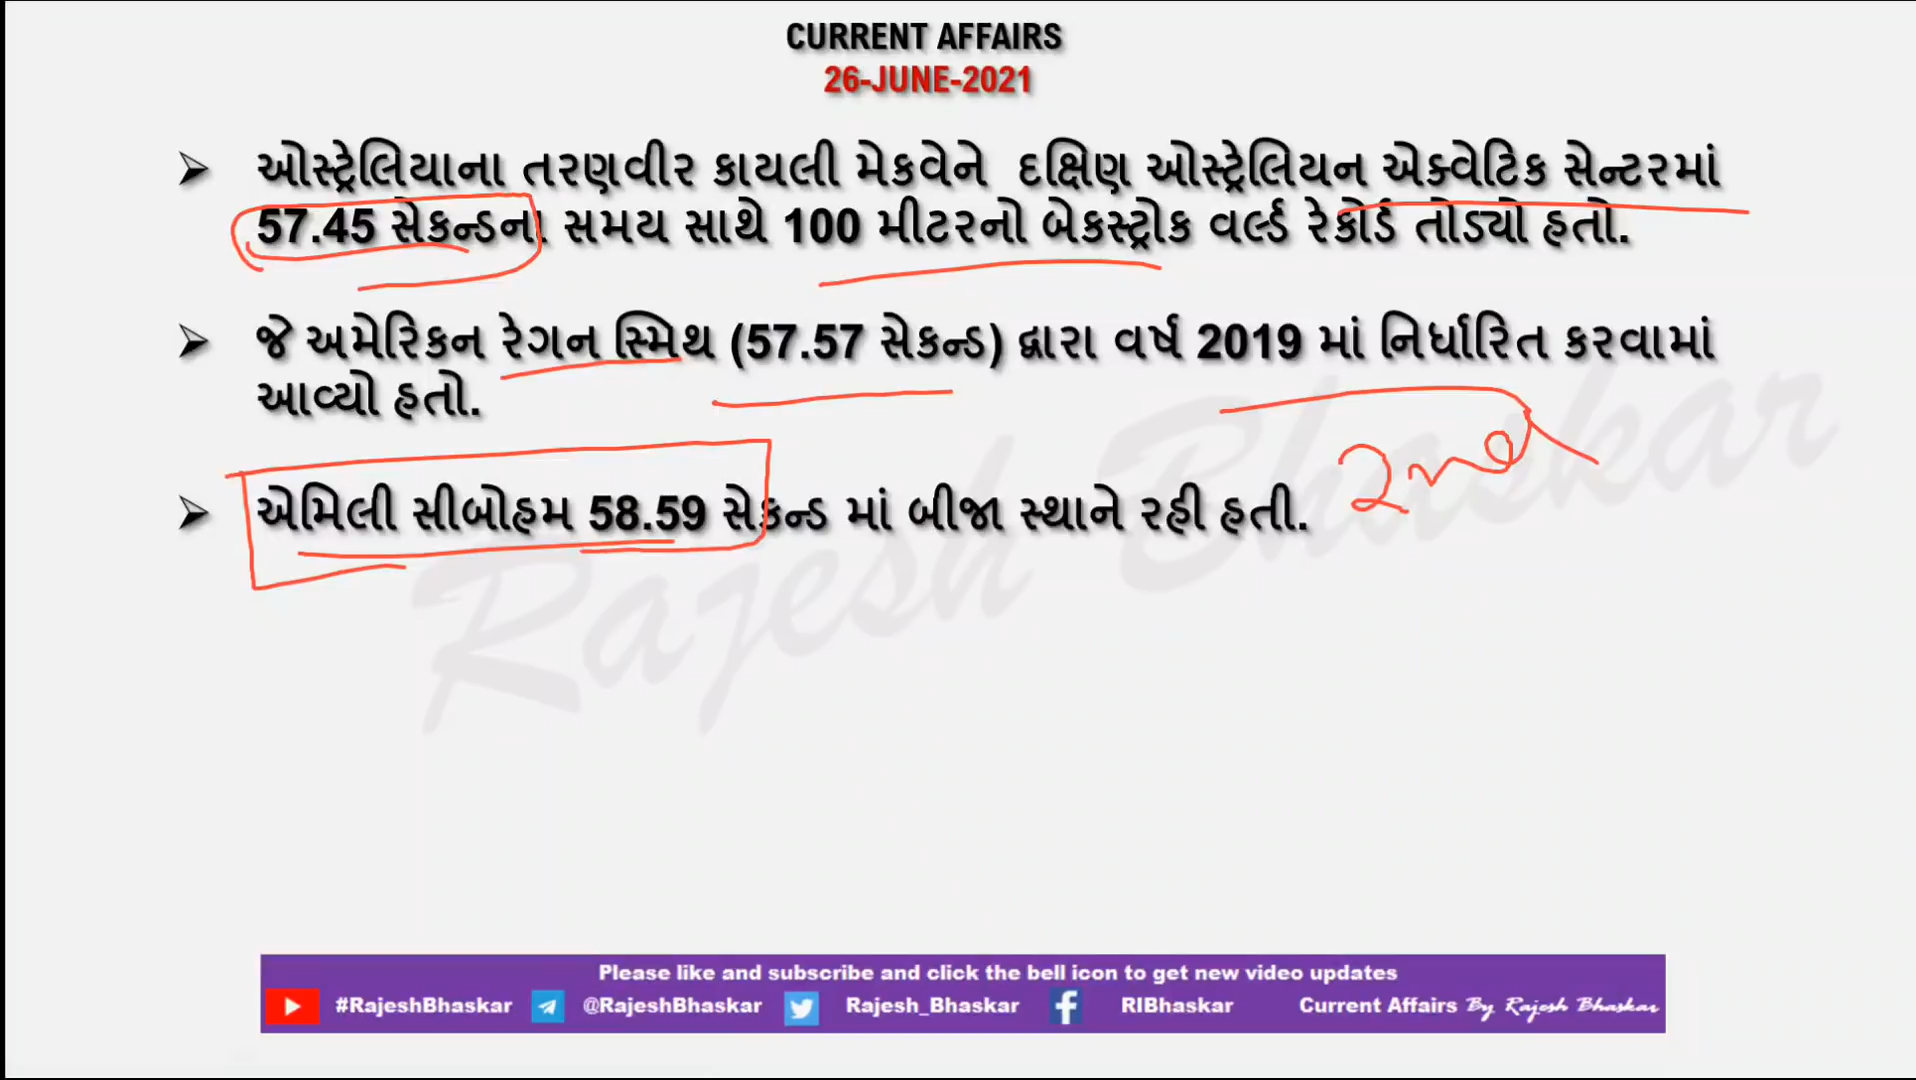 CURRENT AFFAIRS
26-JUNE-2021
➢ ઓસ્ટ્રેલિયાના તરણવીર કાયલી મેકવેને દક્ષિણ ઓસ્ટ્રેલિયન એક્વેટિક સેન્ટરમાં
57.45 સેકન્ડના સમય સાથે 100 મીટરનો બેકસ્ટ્રોક વર્લ્ડ રેકોર્ડ તોડ્યો હતો.
➢ જે અમેરિકન રેગન સ્મિથ (57.57 સેકન્ડ) દ્વારા વર્ષ 2019 માં નિર્ધારિત કરવામાં
આવ્યો હતો.
2nd
➢ એમિલી સીબોહમ 58.59 સેકન્ડ માં બીજા સ્થાને રહી હતી.
Rajesh Bhaskar
Please like and subscribe and click the bell icon to get new video updates
#RajeshBhaskar @RajeshBhaskar Rajesh_Bhaskar RIBhaskar Current Affairs By Rajesh Bhaskar